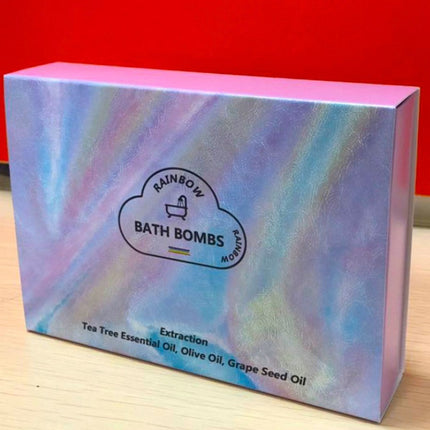 RAINBOW
BATH BOMBS
RAINBOW
Extraction
Tea Tree Essential Oil, Olive Oil, Grape Seed Oil